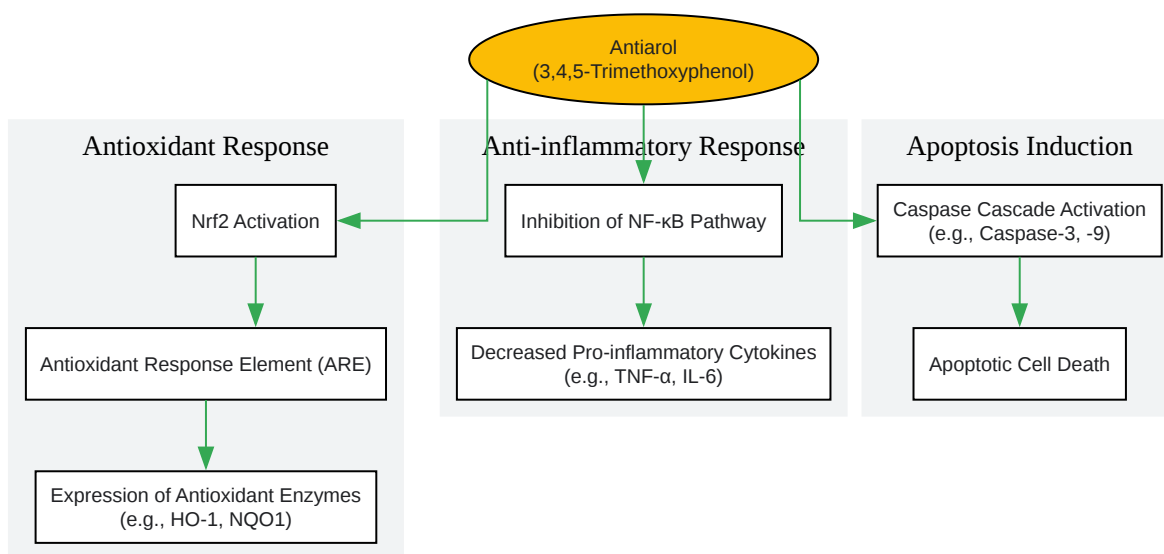 Antiarol
(3,4,5-Trimethoxyphenol)
Antioxidant Response
Nrf2 Activation
Antioxidant Response Element (ARE)
Expression of Antioxidant Enzymes
(e.g., HO-1, NQO1)
Anti-inflammatory Response
Inhibition of NF-κB Pathway
Decreased Pro-inflammatory Cytokines
(e.g., TNF-α, IL-6)
Apoptosis Induction
Caspase Cascade Activation
(e.g., Caspase-3, -9)
Apoptotic Cell Death